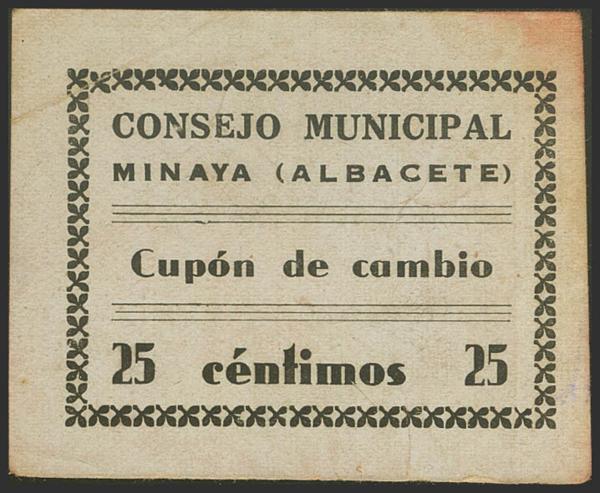 CONSEJO MUNICIPAL
MINAYA (ALBACETE)
Cupón de cambio
25 céntimos 25